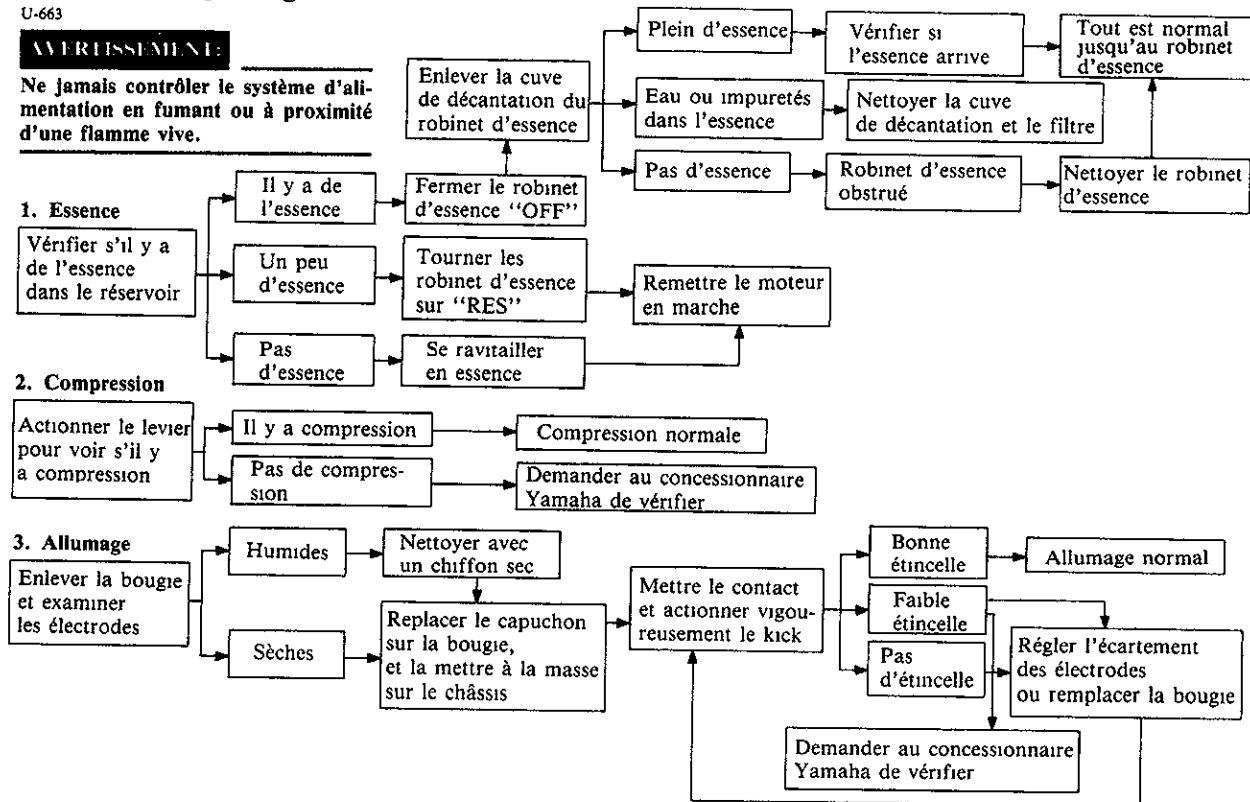 U-663
AVERTISSEMENT:
Ne jamais contrôler le système d'ali-
mentation en fumant ou à proximité
d'une flamme vive.
Enlever la cuve
de décantation du
robinet d'essence
Plein d'essence
Vérifier si
l'essence arrive
Tout est normal
jusqu'au robinet
d'essence
Eau ou impuretés
dans l'essence
Nettoyer la cuve
de décantation et le filtre
Pas d'essence
Robinet d'essence
obstrué
Nettoyer le robinet
d'essence
1. Essence
Vérifier s'il y a
de l'essence
dans le réservoir
Il y a de
l'essence
Fermer le robinet
d'essence "OFF"
Un peu
d'essence
Tourner les
robinet d'essence
sur "RES"
Remettre le moteur
en marche
Pas
d'essence
Se ravitailler
en essence
2. Compression
Actionner le levier
pour voir s'il y
a compression
Il y a compression
Compression normale
Pas de compres-
sion
Demander au concessionnaire
Yamaha de vérifier
3. Allumage
Enlever la bougie
et examiner
les électrodes
Humides
Nettoyer avec
un chiffon sec
Sèches
Replacer le capuchon
sur la bougie,
et la mettre à la masse
sur le châssis
Mettre le contact
et actionner vigou-
reusement le kick
Bonne
étincelle
Allumage normal
Faible
étincelle
Pas
d'étincelle
Régler l'écartement
des électrodes
ou remplacer la bougie
Demander au concessionnaire
Yamaha de vérifier